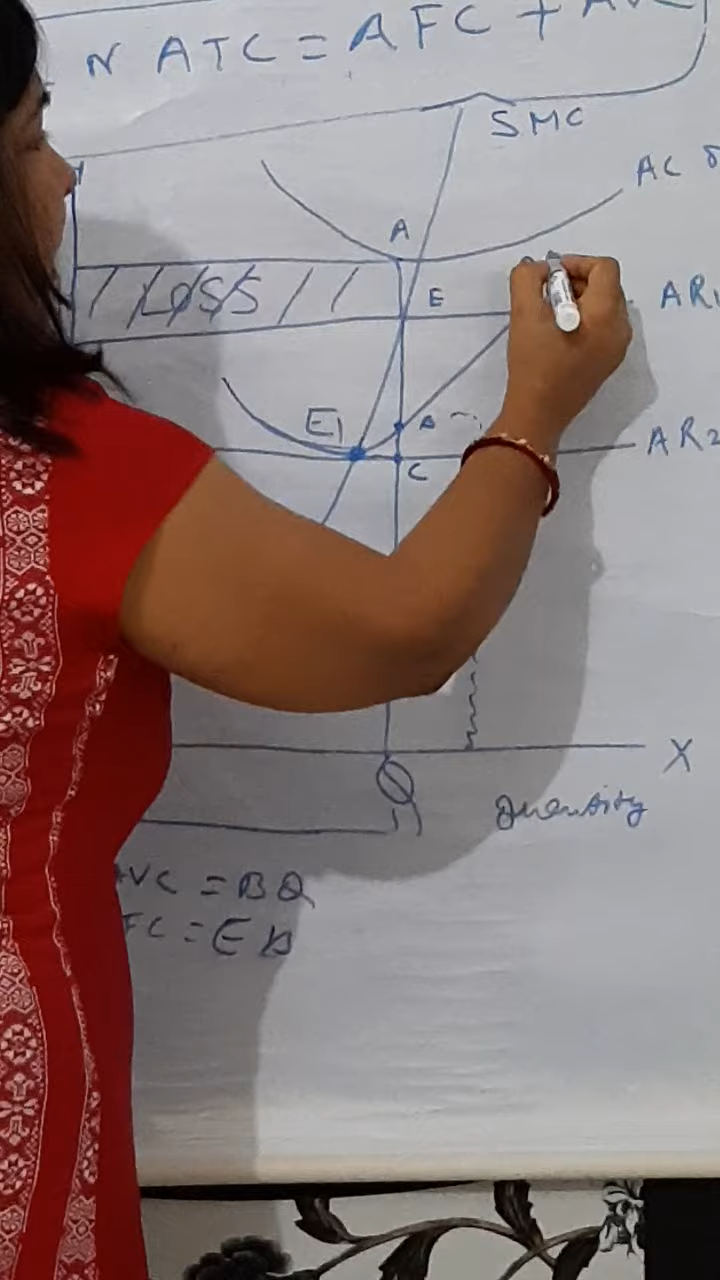 N ATC = AFC +
SMC
AC
A
LOSS
E
AR1
E1
AR2
C
X
Q
Quantity
AVC = BQ
FC = EB